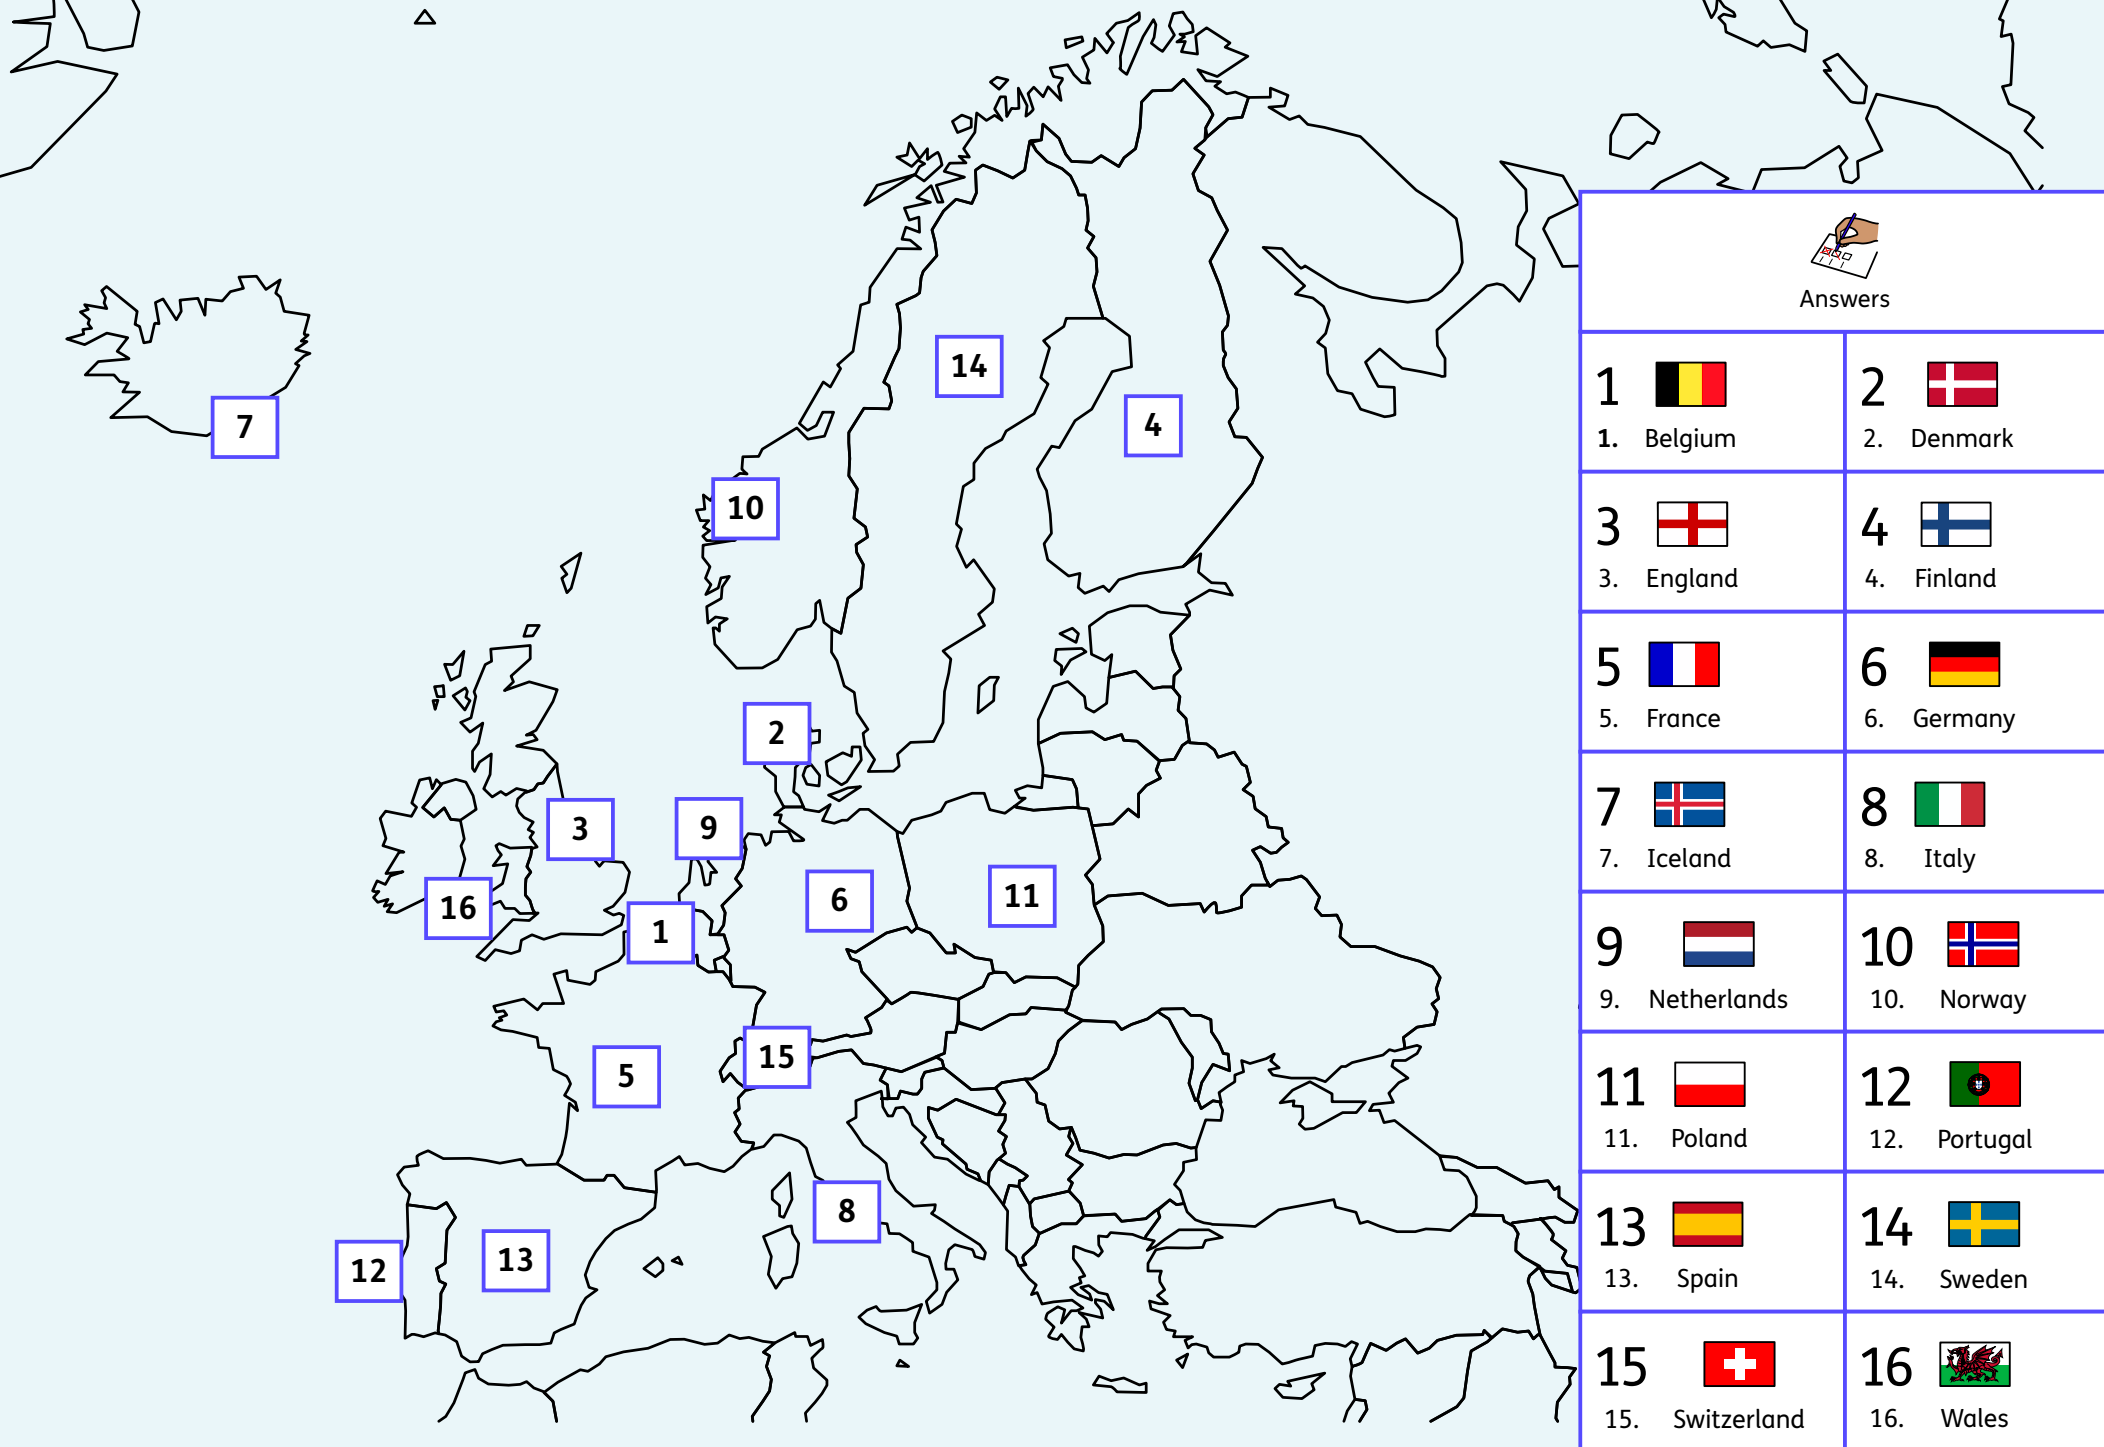 14
4
7
10
2
3
9
6
11
16
1
15
5
8
13
12
Answers
1
1. Belgium
2
2. Denmark
3
3. England
4
4. Finland
5
5. France
6
6. Germany
7
7. Iceland
8
8. Italy
9
9. Netherlands
10
10. Norway
11
11. Poland
12
12. Portugal
13
13. Spain
14
14. Sweden
15
15. Switzerland
16
16. Wales